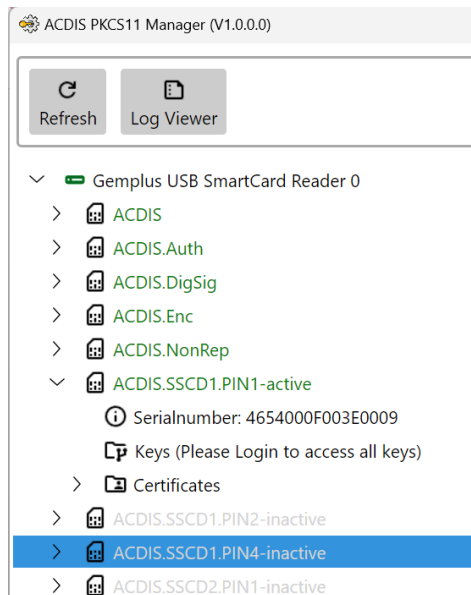 ACDIS PKCS11 Manager (V1.0.0.0)
Refresh
Log Viewer
Gemplus USB SmartCard Reader 0
ACDIS
ACDIS.Auth
ACDIS.DigSig
ACDIS.Enc
ACDIS.NonRep
ACDIS.SSCD1.PIN1-active
Serialnumber: 4654000F003E0009
Keys (Please Login to access all keys)
Certificates
ACDIS.SSCD1.PIN2-inactive
ACDIS.SSCD1.PIN4-inactive
ACDIS.SSCD2.PIN1-inactive